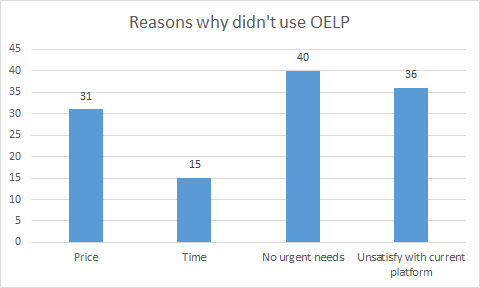 Reasons why didn't use OELP
45
40
35
30
25
20
15
10
5
0
31
15
40
36
Price
Time
No urgent needs
Unsatisfy with current
platform